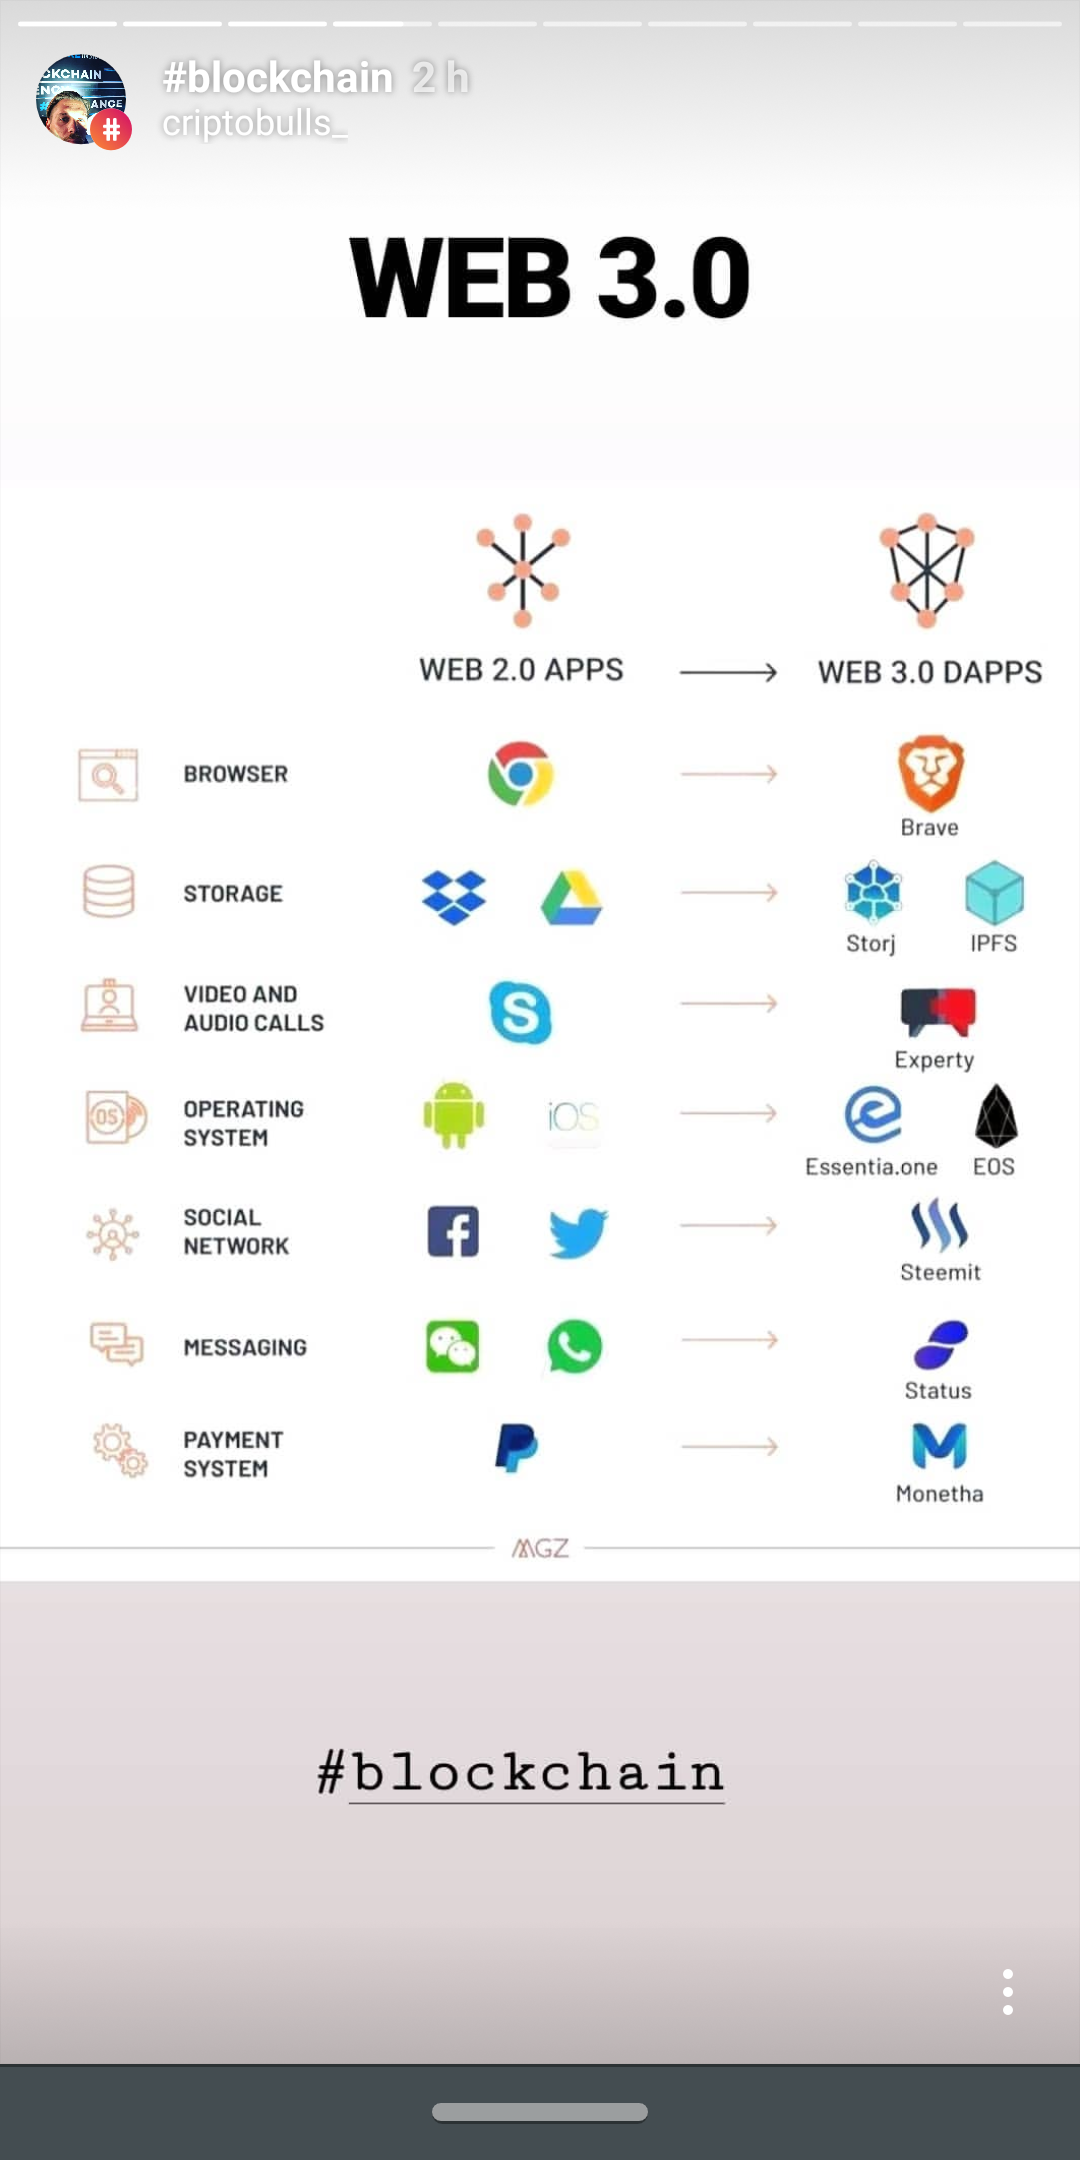 #blockchain 2 h
criptobulls_
WEB 3.0
WEB 2.0 APPS
WEB 3.0 DAPPS
BROWSER
Brave
STORAGE
Storj
IPFS
VIDEO AND
AUDIO CALLS
S
Experty
OS
OPERATING
SYSTEM
iOS
Essentia.one
EOS
SOCIAL
NETWORK
f
Steemit
MESSAGING
Status
PAYMENT
SYSTEM
Monetha
MGZ
#blockchain